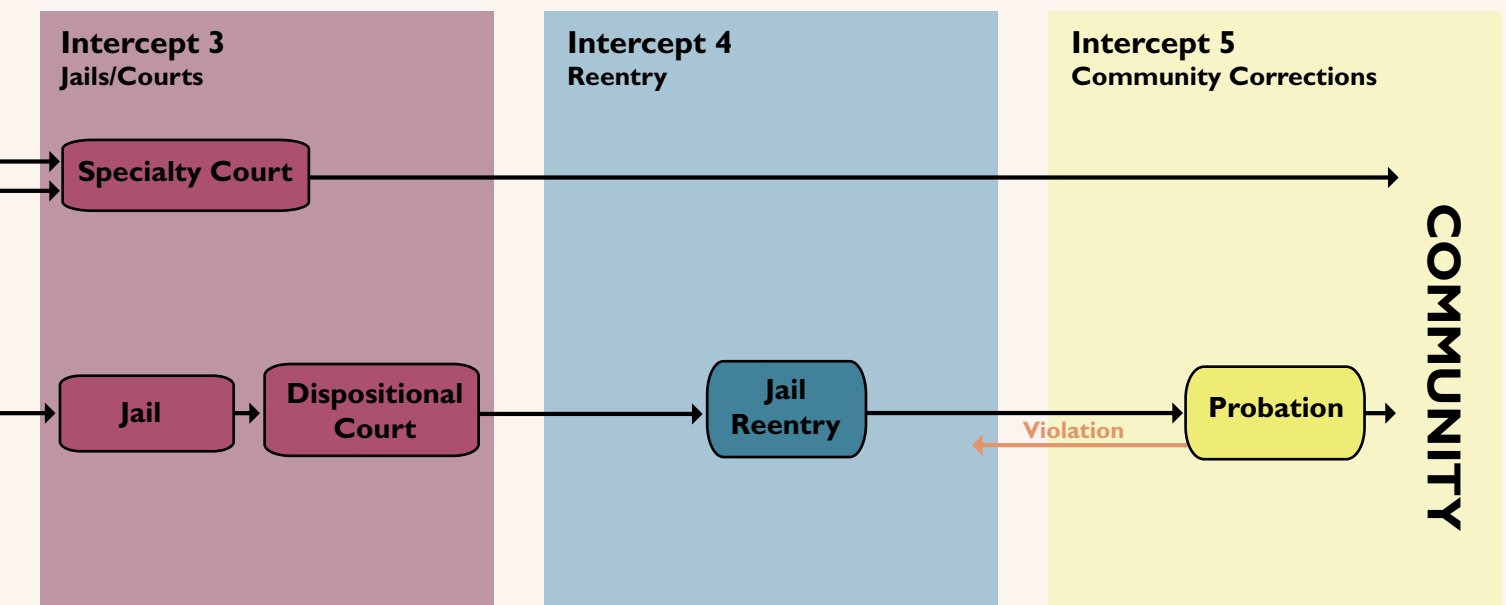 Intercept 3
Jails/Courts
Intercept 4
Reentry
Intercept 5
Community Corrections
Specialty Court
COMMUNITY
Jail
Dispositional
Court
Jail
Reentry
Violation
Probation